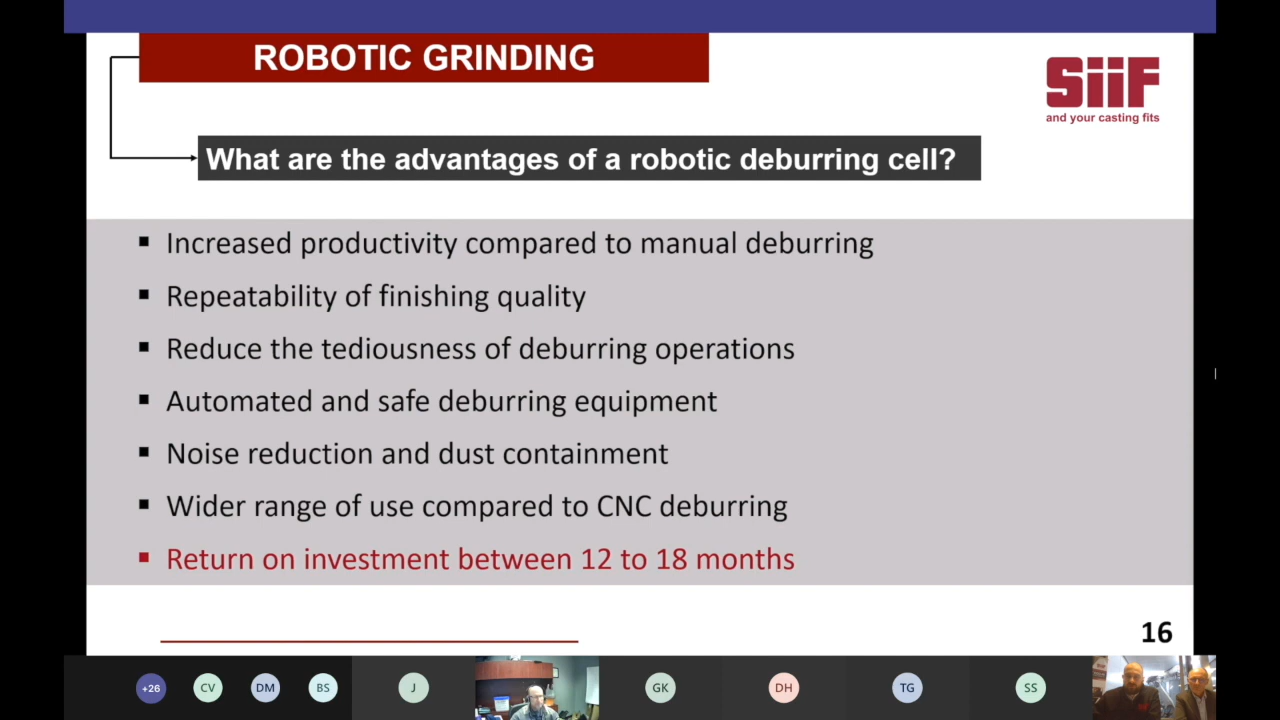 ROBOTIC GRINDING
SiiF
and your casting fits
What are the advantages of a robotic deburring cell?
▪ Increased productivity compared to manual deburring
▪ Repeatability of finishing quality
▪ Reduce the tediousness of deburring operations
▪ Automated and safe deburring equipment
▪ Noise reduction and dust containment
▪ Wider range of use compared to CNC deburring
▪ Return on investment between 12 to 18 months
16
+26 CV DM BS J GK DH TG SS